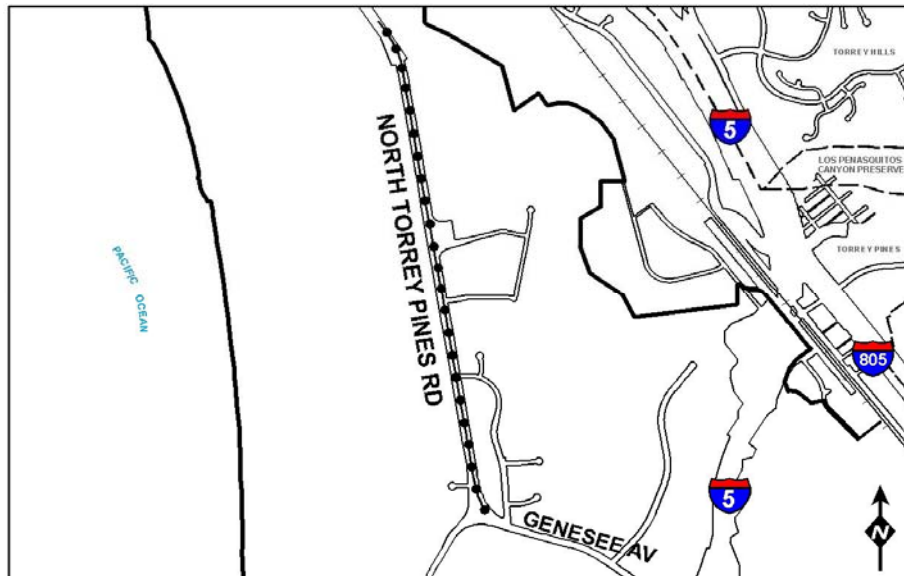 TORREY HILLS
5
NORTH TORREY PINES RD
LOS PENASQUITOS
CANYON PRESERVE
TORREY PINES
PACIFIC OCEAN
805
5
GENESEE AV
N